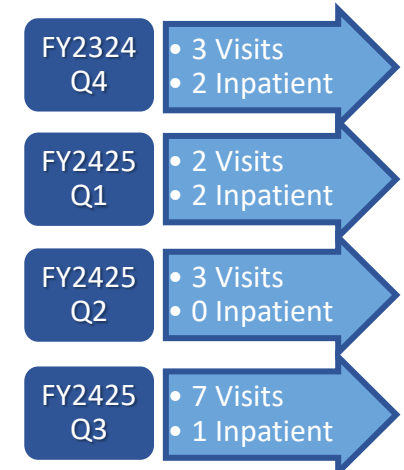 FY2324
Q4
• 3 Visits
• 2 Inpatient
FY2425
Q1
• 2 Visits
• 2 Inpatient
FY2425
Q2
• 3 Visits
• 0 Inpatient
FY2425
Q3
• 7 Visits
• 1 Inpatient